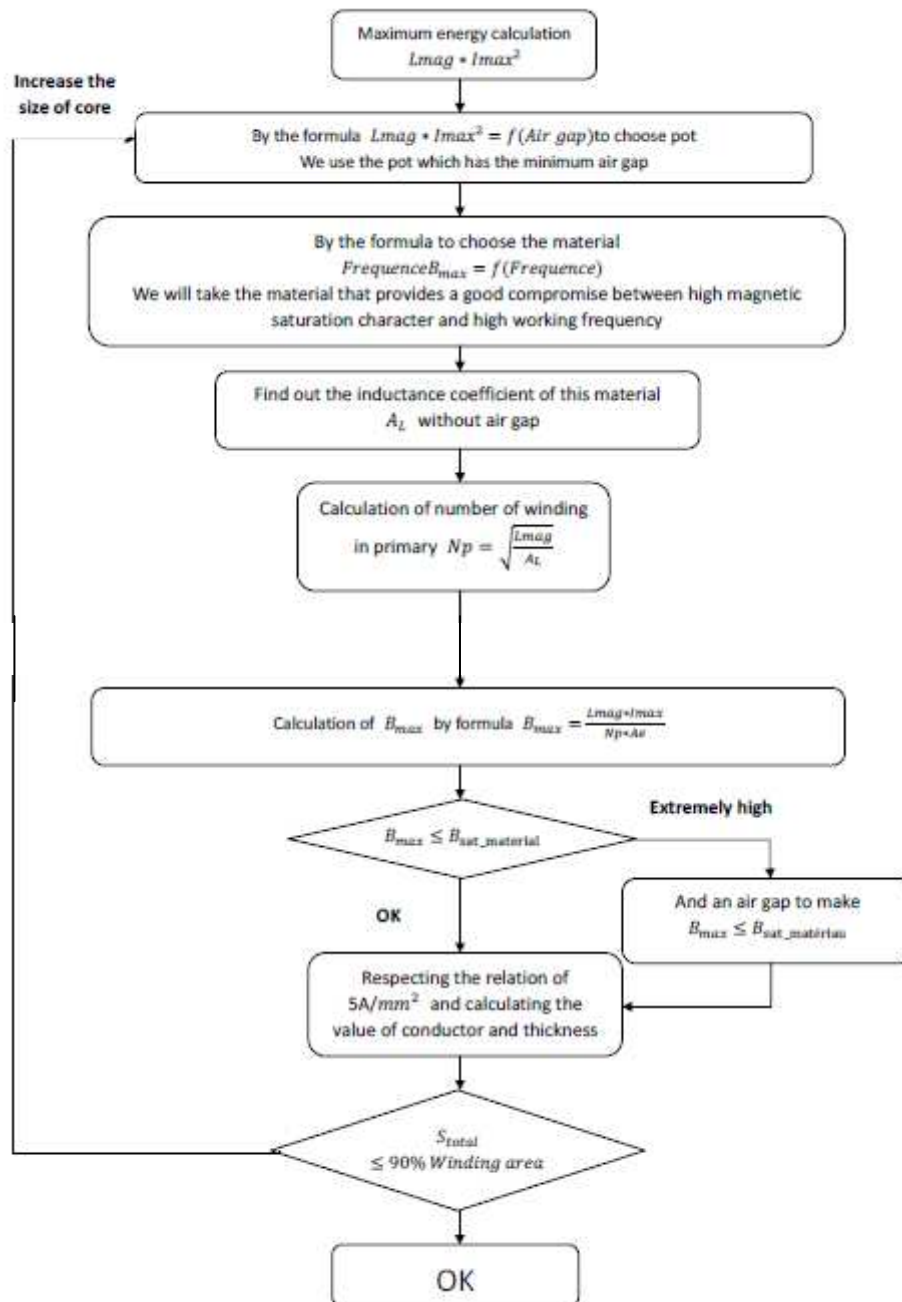 Maximum energy calculation
Lmag * Imax²
Increase the
size of core
By the formula Lmag * Imax² = f(Air gap)to choose pot
We use the pot which has the minimum air gap
By the formula to choose the material
FrequenceB_max = f(Frequence)
We will take the material that provides a good compromise between high magnetic
saturation character and high working frequency
Find out the inductance coefficient of this material
A_L without air gap
Calculation of number of winding
in primary Np = √(Lmag/A_L)
Calculation of B_max by formula B_max = (Lmag*Imax)/(Np*Ae)
Extremely high
B_max ≤ B_sat_material
And an air gap to make
B_max ≤ B_sat_matériau
OK
Respecting the relation of
5A/mm² and calculating the
value of conductor and thickness
S_total
≤ 90% Winding area
OK